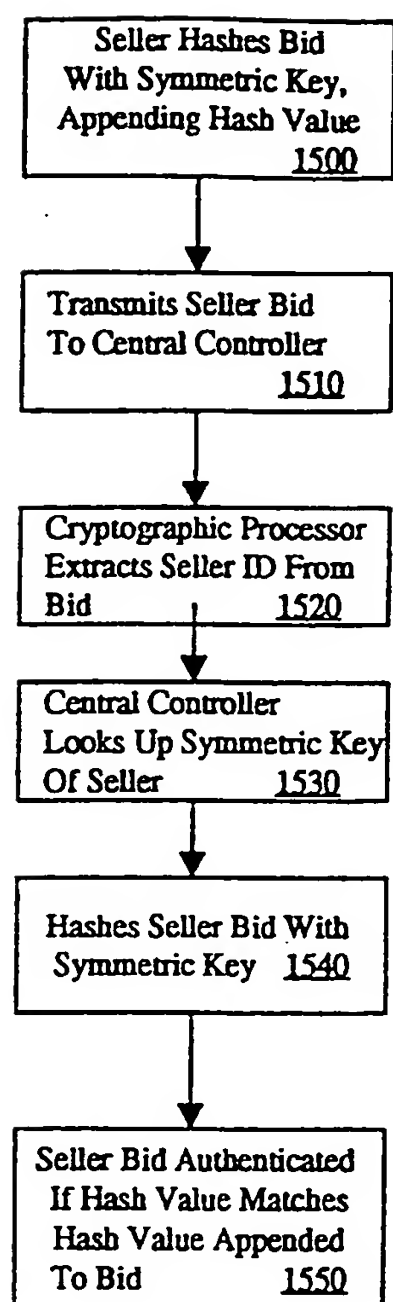 Seller Hashes Bid
With Symmetric Key,
Appending Hash Value
1500
Transmits Seller Bid
To Central Controller
1510
Cryptographic Processor
Extracts Seller ID From
Bid 1520
Central Controller
Looks Up Symmetric Key
Of Seller 1530
Hashes Seller Bid With
Symmetric Key 1540
Seller Bid Authenticated
If Hash Value Matches
Hash Value Appended
To Bid 1550